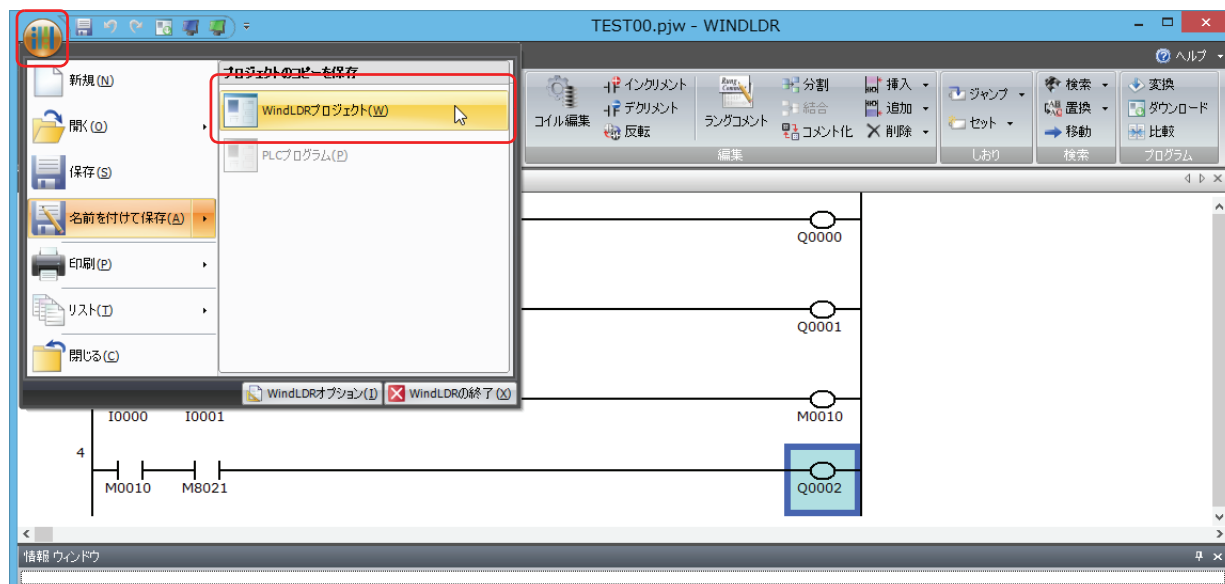 TEST00.pjw - WINDLDR
ヘルプ
新規(N)
開く(O)
保存(S)
名前を付けて保存(A)
印刷(P)
リスト(T)
閉じる(C)
プロジェクトのコピーを保存
WindLDRプロジェクト(W)
PLCプログラム(P)
WindLDRオプション(I)
WindLDRの終了(X)
コイル編集
インクリメント
デクリメント
反転
Rung Comment
ラングコメント
分割
結合
コメント化
挿入
追加
削除
編集
ジャンプ
セット
しおり
検索
置換
移動
検索
変換
ダウンロード
比較
プログラム
Q0000
Q0001
I0000 I0001 M0010
4
M0010 M8021 Q0002
情報 ウィンドウ